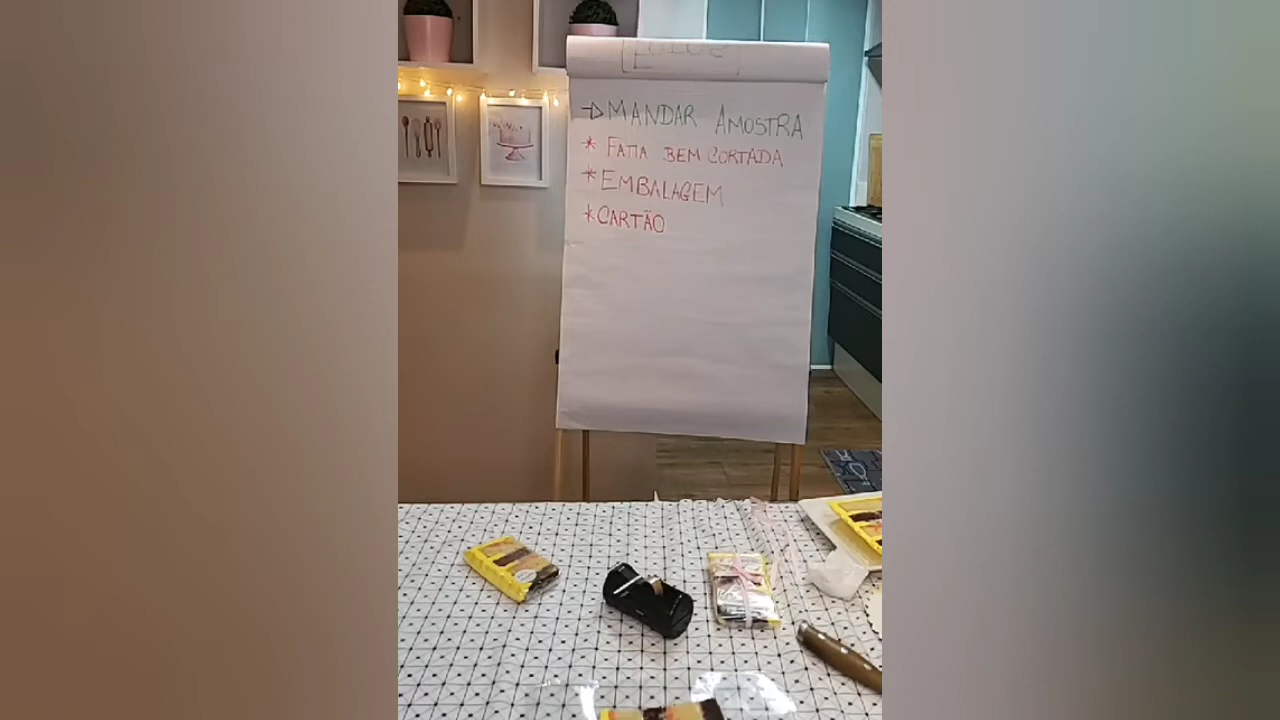 →MANDAR AMOSTRA
* FATIA BEM CORTADA
* EMBALAGEM
* CARTÃO